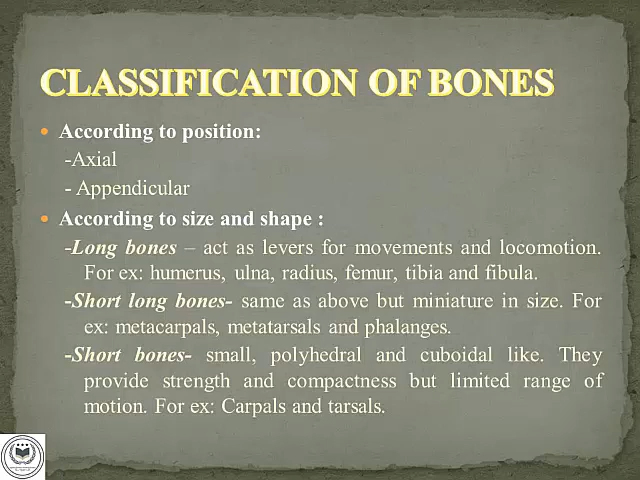 CLASSIFICATION OF BONES
• According to position:
-Axial
- Appendicular
• According to size and shape :
-Long bones – act as levers for movements and locomotion.
For ex: humerus, ulna, radius, femur, tibia and fibula.
-Short long bones- same as above but miniature in size. For
ex: metacarpals, metatarsals and phalanges.
-Short bones- small, polyhedral and cuboidal like. They
provide strength and compactness but limited range of
motion. For ex: Carpals and tarsals.